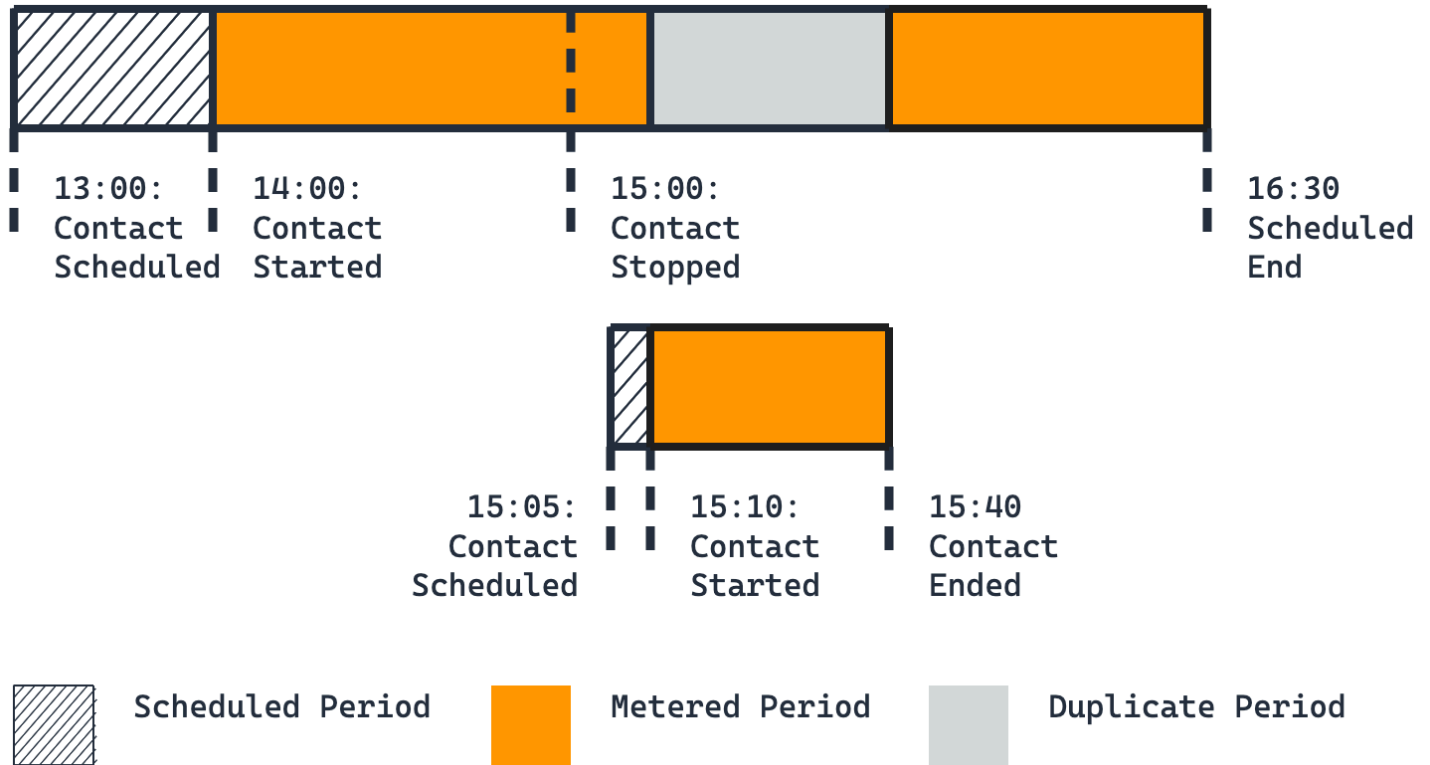 13:00:
Contact
Scheduled
14:00:
Contact
Started
15:00:
Contact
Stopped
16:30
Scheduled
End
15:05:
Contact
Scheduled
15:10:
Contact
Started
15:40
Contact
Ended
Scheduled Period
Metered Period
Duplicate Period